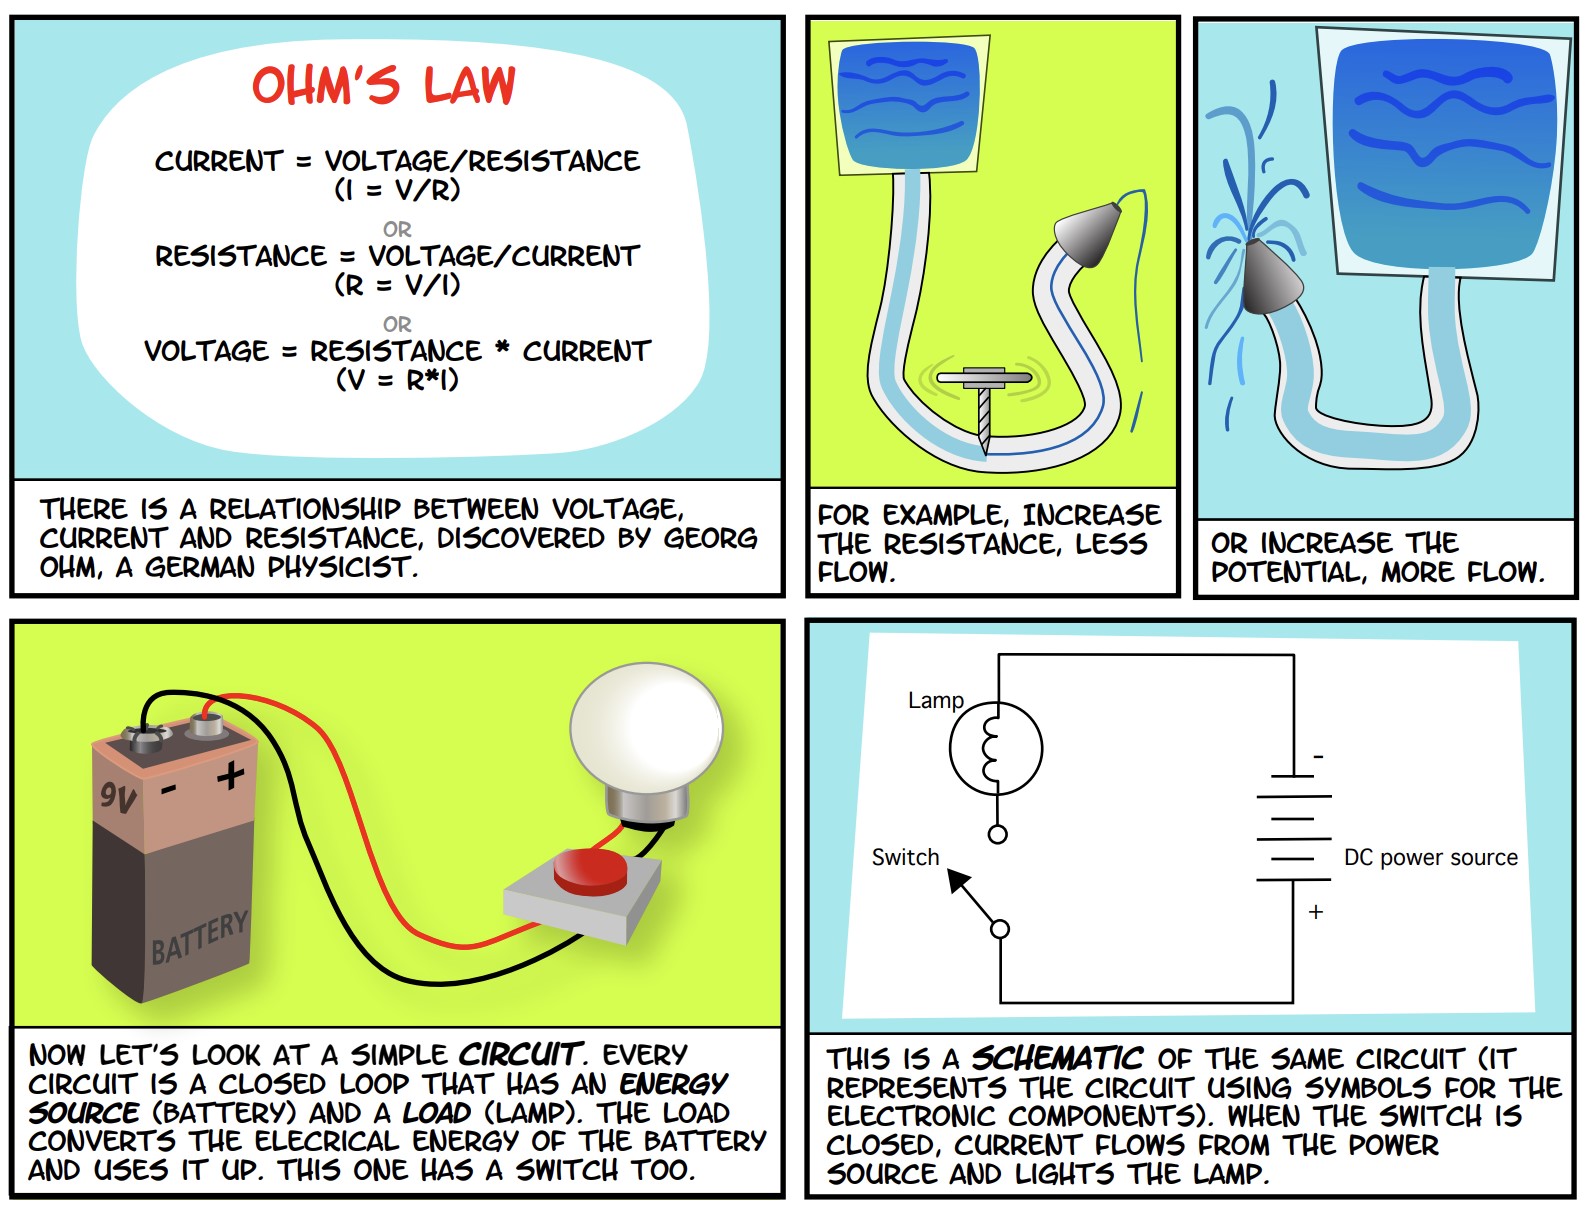 OHM'S LAW
CURRENT = VOLTAGE/RESISTANCE
(I = V/R)
OR
RESISTANCE = VOLTAGE/CURRENT
(R = V/I)
OR
VOLTAGE = RESISTANCE * CURRENT
(V = R*I)
THERE IS A RELATIONSHIP BETWEEN VOLTAGE,
CURRENT AND RESISTANCE, DISCOVERED BY GEORG
OHM, A GERMAN PHYSICIST.
FOR EXAMPLE, INCREASE
THE RESISTANCE, LESS
FLOW.
OR INCREASE THE
POTENTIAL, MORE FLOW.
9V
- +
BATTERY
NOW LET'S LOOK AT A SIMPLE CIRCUIT. EVERY
CIRCUIT IS A CLOSED LOOP THAT HAS AN ENERGY
SOURCE (BATTERY) AND A LOAD (LAMP). THE LOAD
CONVERTS THE ELECRICAL ENERGY OF THE BATTERY
AND USES IT UP. THIS ONE HAS A SWITCH TOO.
Lamp
-
Switch
DC power source
+
THIS IS A SCHEMATIC OF THE SAME CIRCUIT (IT
REPRESENTS THE CIRCUIT USING SYMBOLS FOR THE
ELECTRONIC COMPONENTS). WHEN THE SWITCH IS
CLOSED, CURRENT FLOWS FROM THE POWER
SOURCE AND LIGHTS THE LAMP.